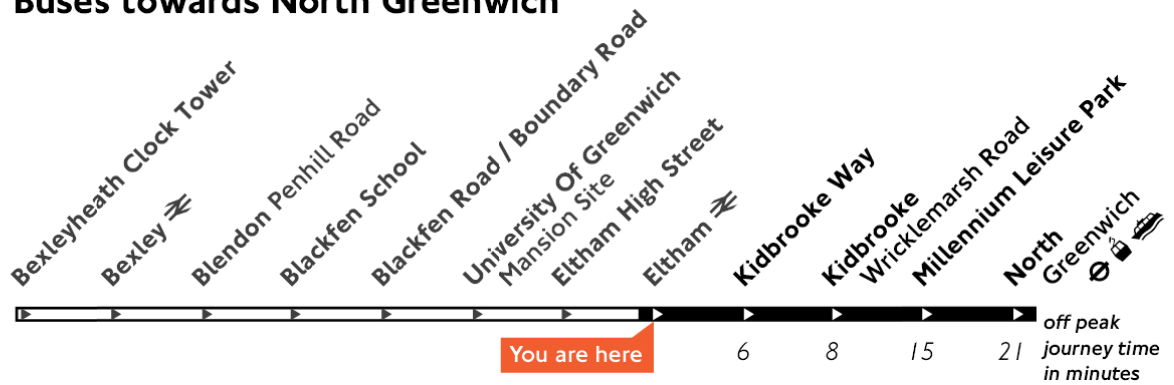 Buses towards North Greenwich
Bexleyheath Clock Tower
Bexley
Blendon Penhill Road
Blackfen School
Blackfen Road / Boundary Road
University Of Greenwich
Mansion Site
Eltham High Street
Eltham
Kidbrooke Way
Kidbrooke
Wricklemarsh Road
Millennium Leisure Park
North
Greenwich
You are here
6
8
15
21
off peak
journey time
in minutes